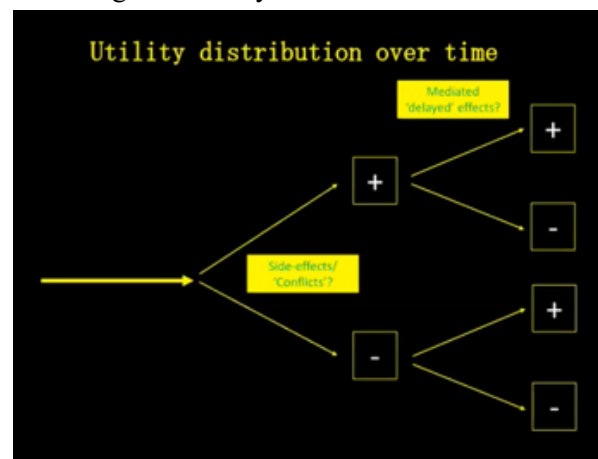 Utility distribution over time
Mediated
'delayed' effects?
+
+
-
Side-effects/
'Conflicts'?
+
-
-